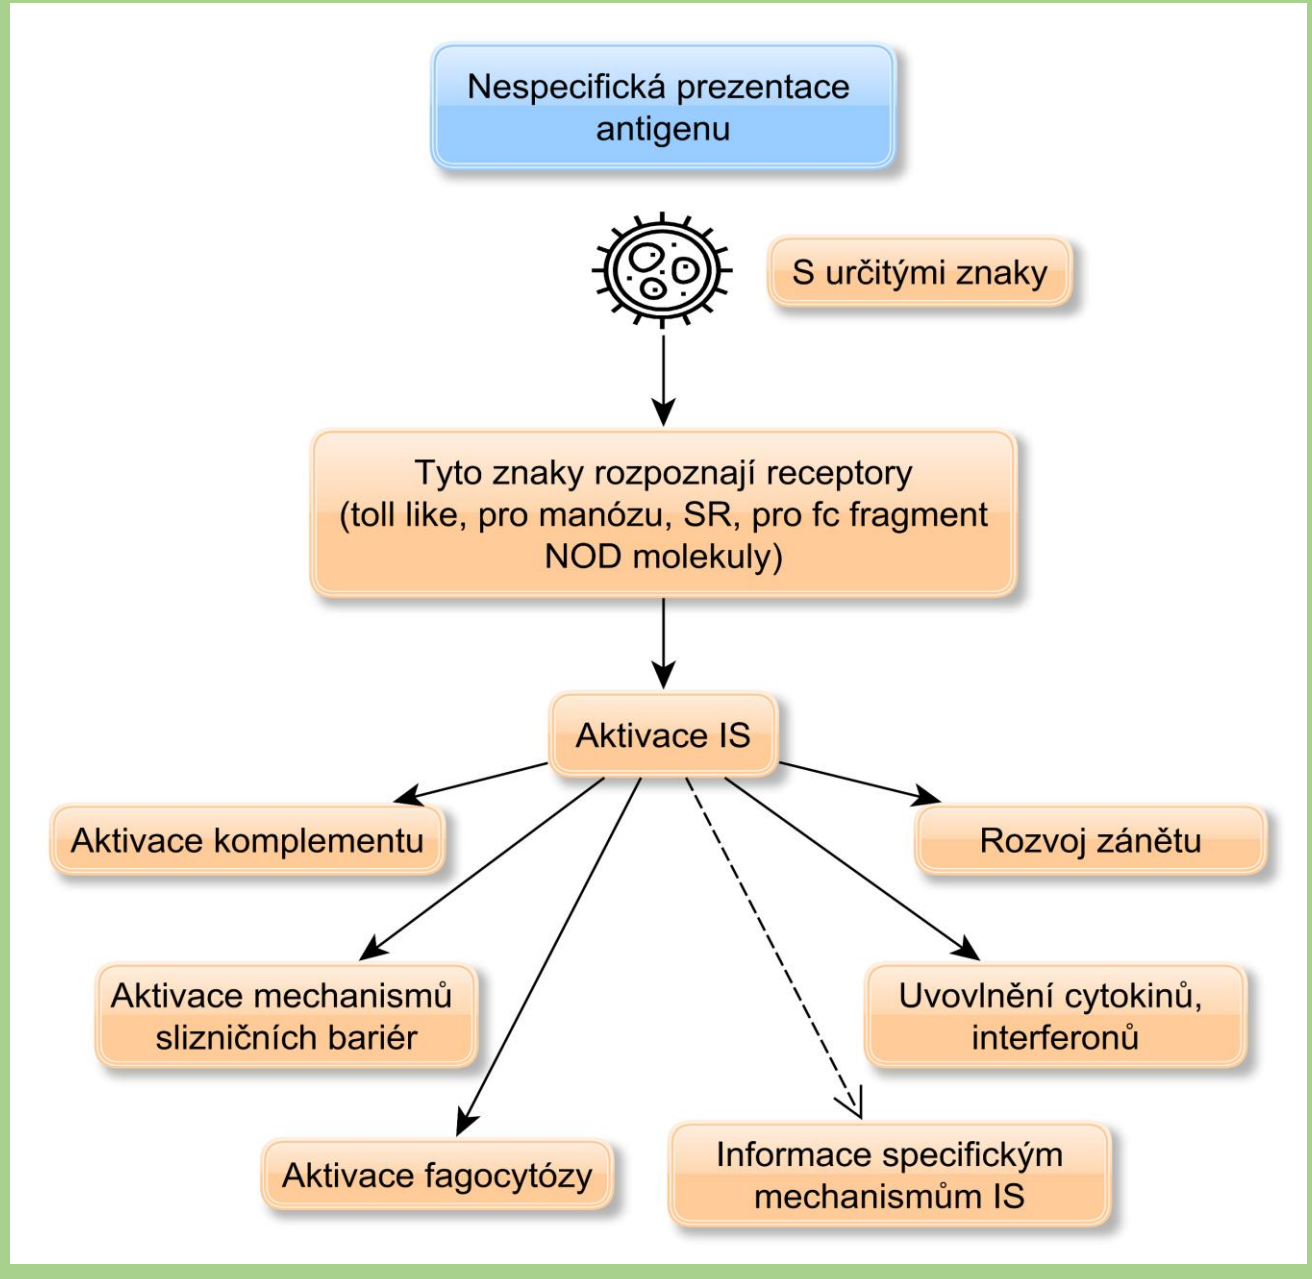 Nespecifická prezentace
antigenu
S určitými znaky
Tyto znaky rozpoznají receptory
(toll like, pro manózu, SR, pro fc fragment
NOD molekuly)
Aktivace IS
Aktivace komplementu
Rozvoj zánětu
Aktivace mechanismů
slizničních bariér
Uvovlnění cytokinů,
interferonů
Aktivace fagocytózy
Informace specifickým
mechanismům IS